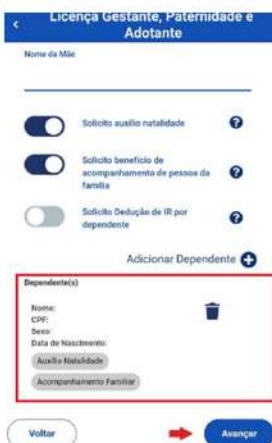 Licença Gestante, Paternidade e
Adotante
Nome da Mãe
Solicito auxílio natalidade
Solicito benefício de
acompanhamento de pessoa da
família
Solicito Dedução de IR por
dependente
Adicionar Dependente
Dependente(s)
Nome:
CPF:
Sexo:
Data de Nascimento:
Auxílio Natalidade
Acompanhamento Familiar
Voltar
Avançar